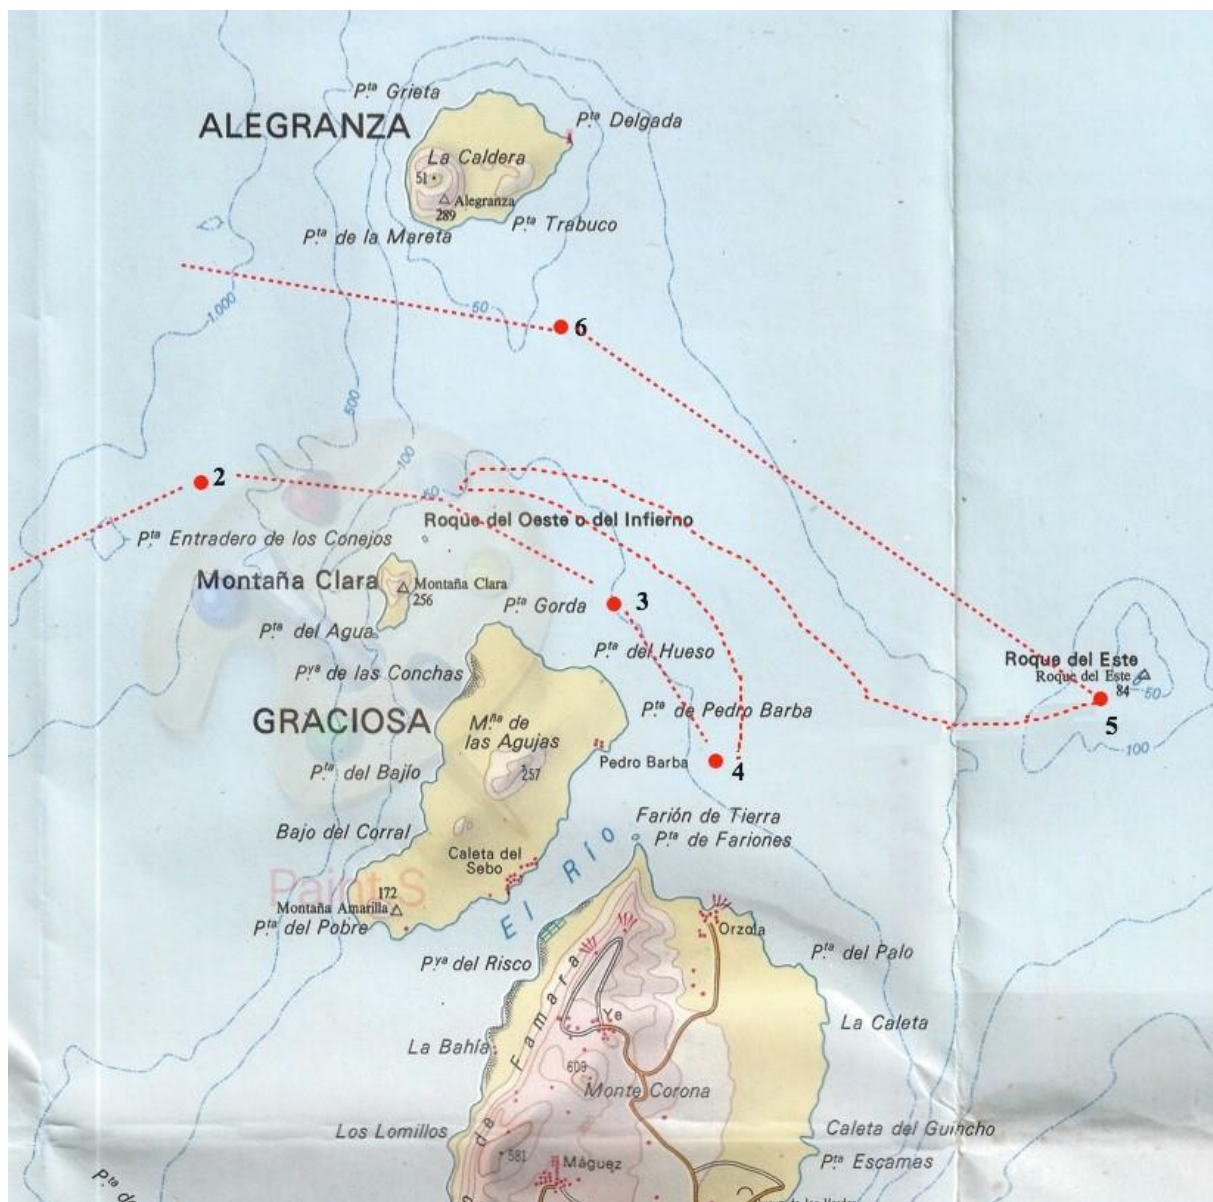 P.ta Grieta
ALEGRANZA
P.ta Delgada
La Caldera
51
Alegranza
289
P.ta Trabuco
P.ta de la Mareta
1.000
50
6
500
100
2
50
Roque del Oeste o del Infierno
P.ta Entradero de los Conejos
Montaña Clara
Montaña Clara
256
P.ta Gorda
3
P.ta del Agua
P.ta del Hueso
P.ya de las Conchas
Roque del Este
Roque del Este
84
50
5
100
GRACIOSA
M.ña de
las Agujas
P.ta de Pedro Barba
257
Pedro Barba
4
P.ta del Bajío
Farión de Tierra
P.ta de Fariones
Bajo del Corral
Caleta del
Sebo
El Río
Paint S
172
Montaña Amarilla
P.ta del Pobre
Orzola
P.ya del Risco
P.ta del Palo
Famara
Ye
La Caleta
La Bahía
609
Monte Corona
Los Lomillos
Caleta del Guincho
581
Máguez
P.ta Escamas
da
P.ta de